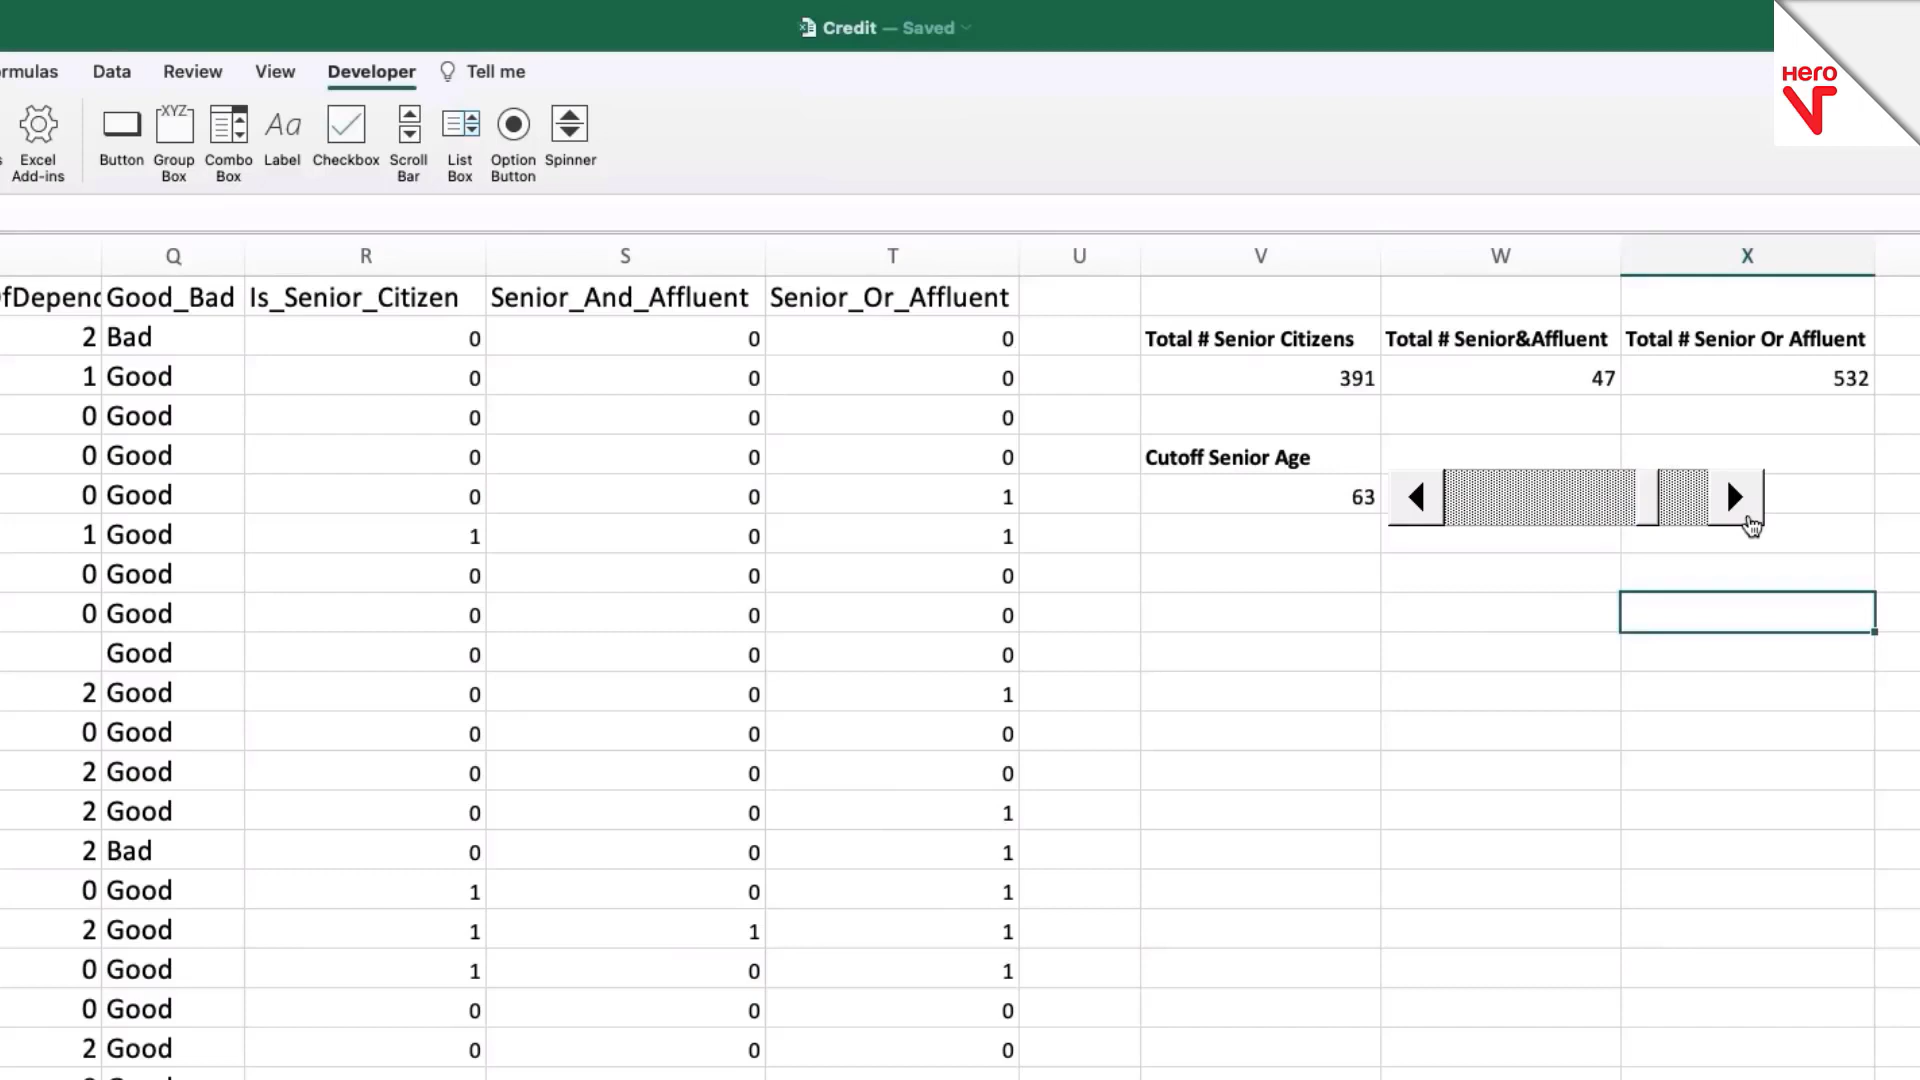 Credit — Saved
Hero
rmulas Data Review View Developer Tell me
XYZ Aa
Excel Add-ins Button Group Box Combo Box Label Checkbox Scroll Bar List Box Option Button Spinner
Q R S T U V W X
fDepend Good_Bad Is_Senior_Citizen Senior_And_Affluent Senior_Or_Affluent
2 Bad 0 0 0 Total # Senior Citizens Total # Senior&Affluent Total # Senior Or Affluent
1 Good 0 0 0 391 47 532
0 Good 0 0 0
0 Good 0 0 0 Cutoff Senior Age
0 Good 0 0 1 63
1 Good 1 0 1
0 Good 0 0 0
0 Good 0 0 0
Good 0 0 0
2 Good 0 0 1
0 Good 0 0 0
2 Good 0 0 0
2 Good 0 0 1
2 Bad 0 0 1
0 Good 1 0 1
2 Good 1 1 1
0 Good 1 0 1
0 Good 0 0 0
2 Good 0 0 0